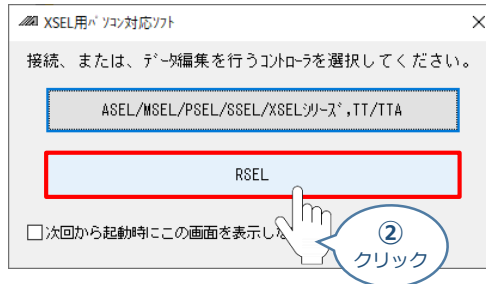 XSEL用パソコン対応ソフト
接続、または、データ編集を行うコントローラを選択してください。
ASEL/MSEL/PSEL/SSEL/XSELシリーズ,TT/TTA
RSEL
次回から起動時にこの画面を表示しな
②
クリック